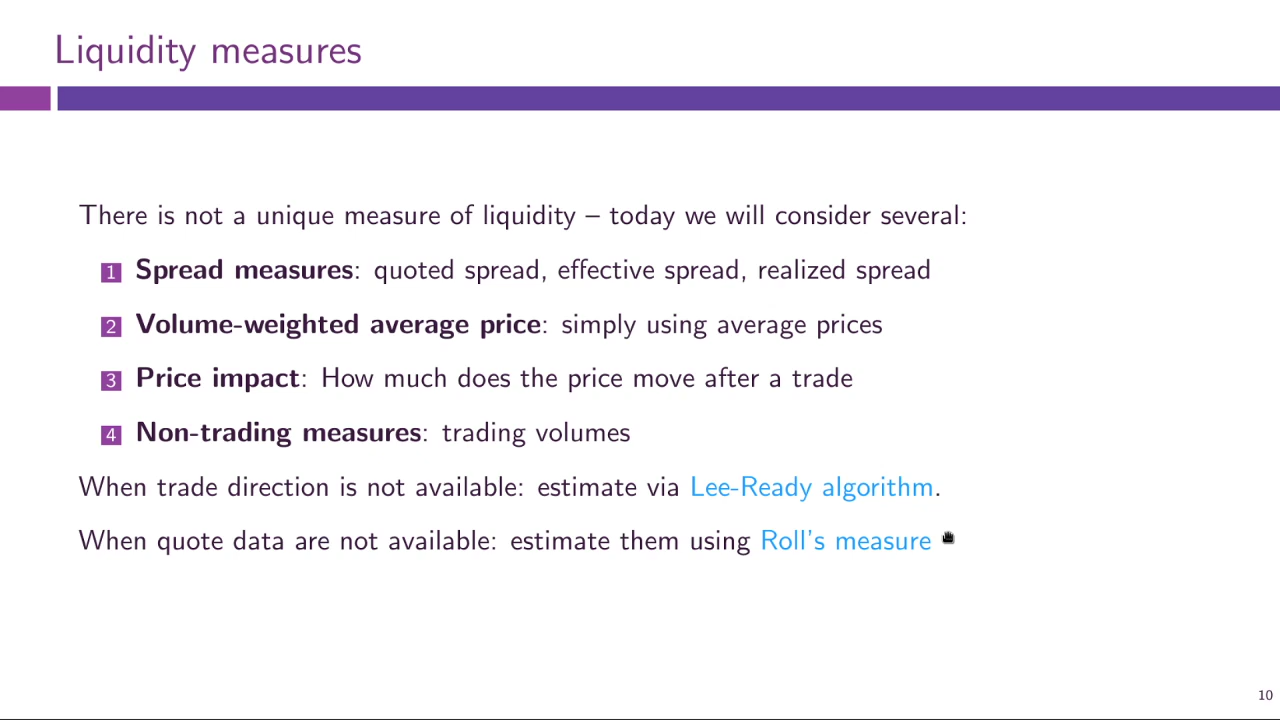 Liquidity measures
There is not a unique measure of liquidity – today we will consider several:
1 Spread measures: quoted spread, effective spread, realized spread
2 Volume-weighted average price: simply using average prices
3 Price impact: How much does the price move after a trade
4 Non-trading measures: trading volumes
When trade direction is not available: estimate via Lee-Ready algorithm.
When quote data are not available: estimate them using Roll's measure
10